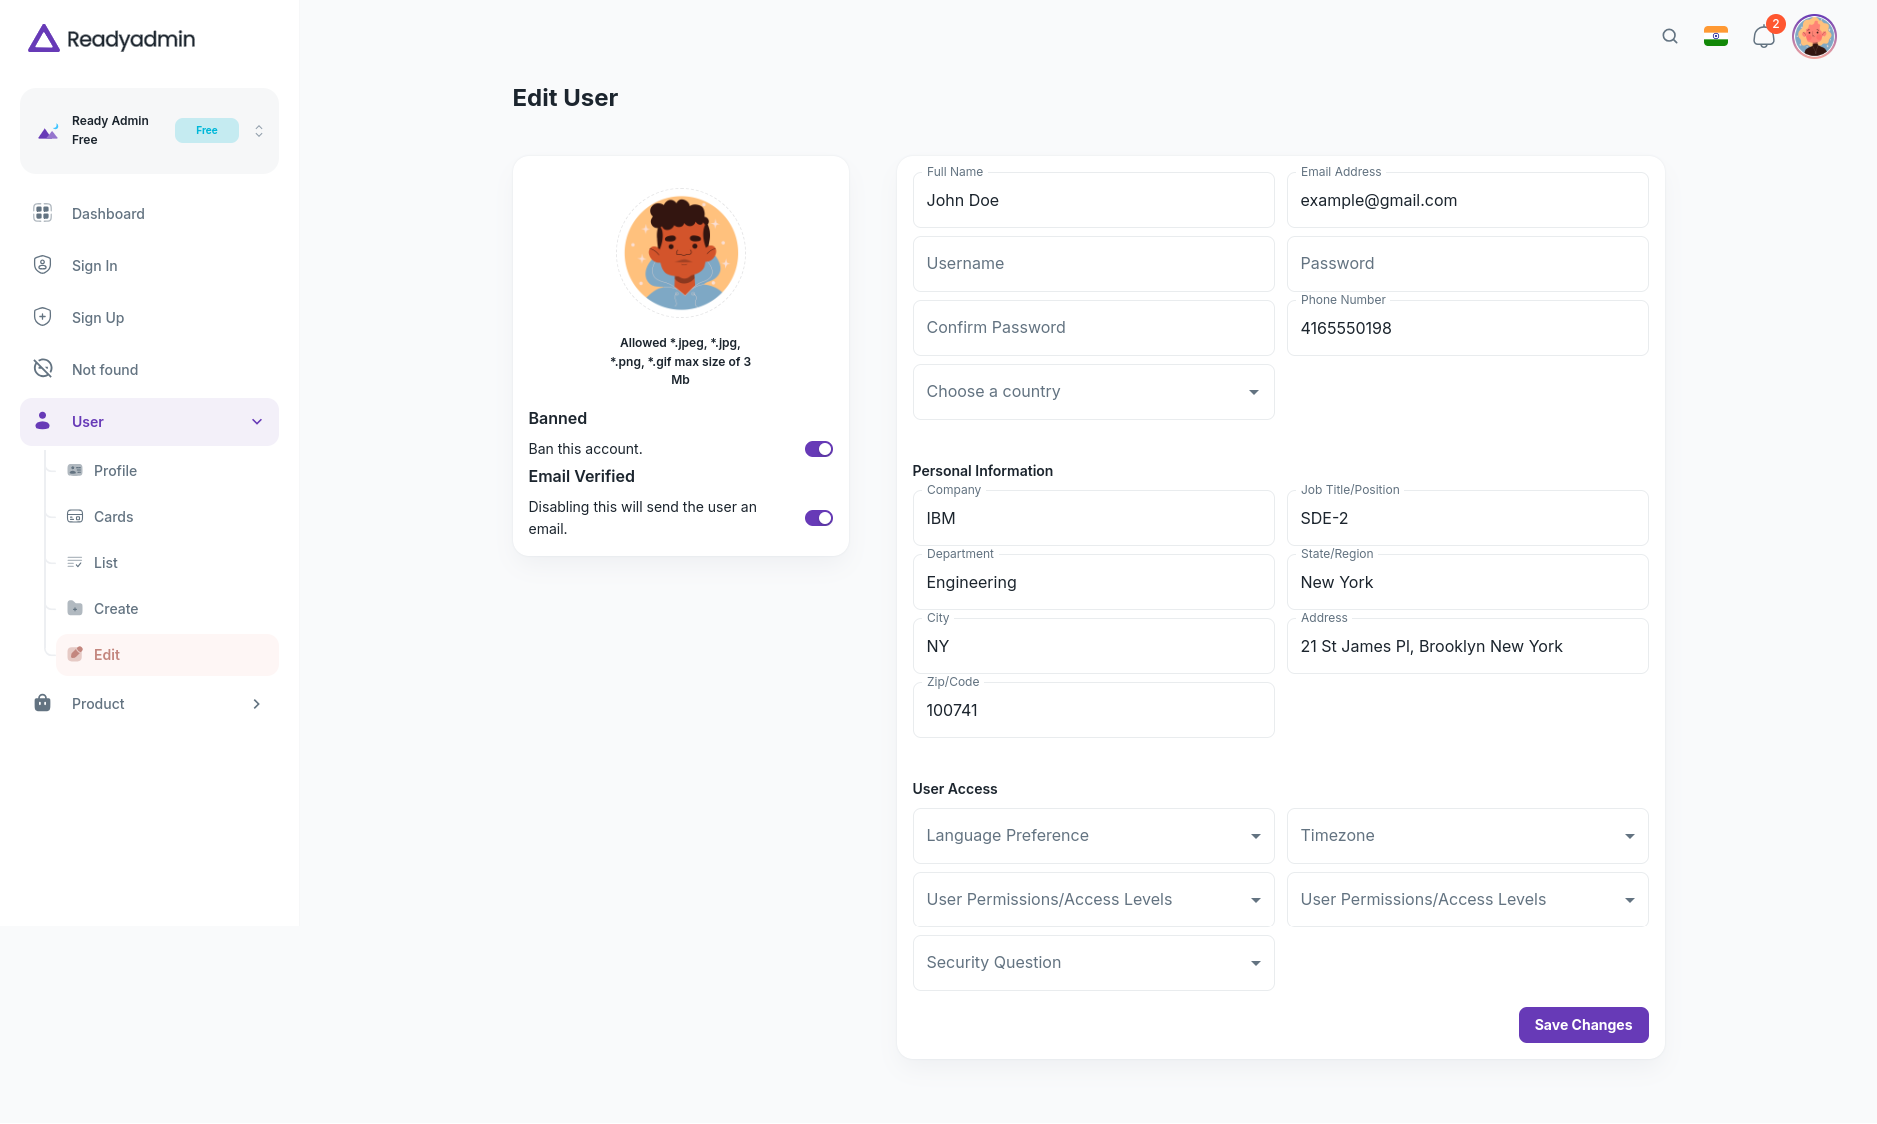 Readyadmin
2
Ready Admin
Free
Free
Dashboard
Sign In
Sign Up
Not found
User
Profile
Cards
List
Create
Edit
Product
Edit User
Allowed *.jpeg, *.jpg,
*.png, *.gif max size of 3
Mb
Banned
Ban this account.
Email Verified
Disabling this will send the user an
email.
Full Name
John Doe
Email Address
example@gmail.com
Username
Password
Confirm Password
Phone Number
4165550198
Choose a country
Personal Information
Company
IBM
Job Title/Position
SDE-2
Department
Engineering
State/Region
New York
City
NY
Address
21 St James Pl, Brooklyn New York
Zip/Code
100741
User Access
Language Preference
Timezone
User Permissions/Access Levels
User Permissions/Access Levels
Security Question
Save Changes